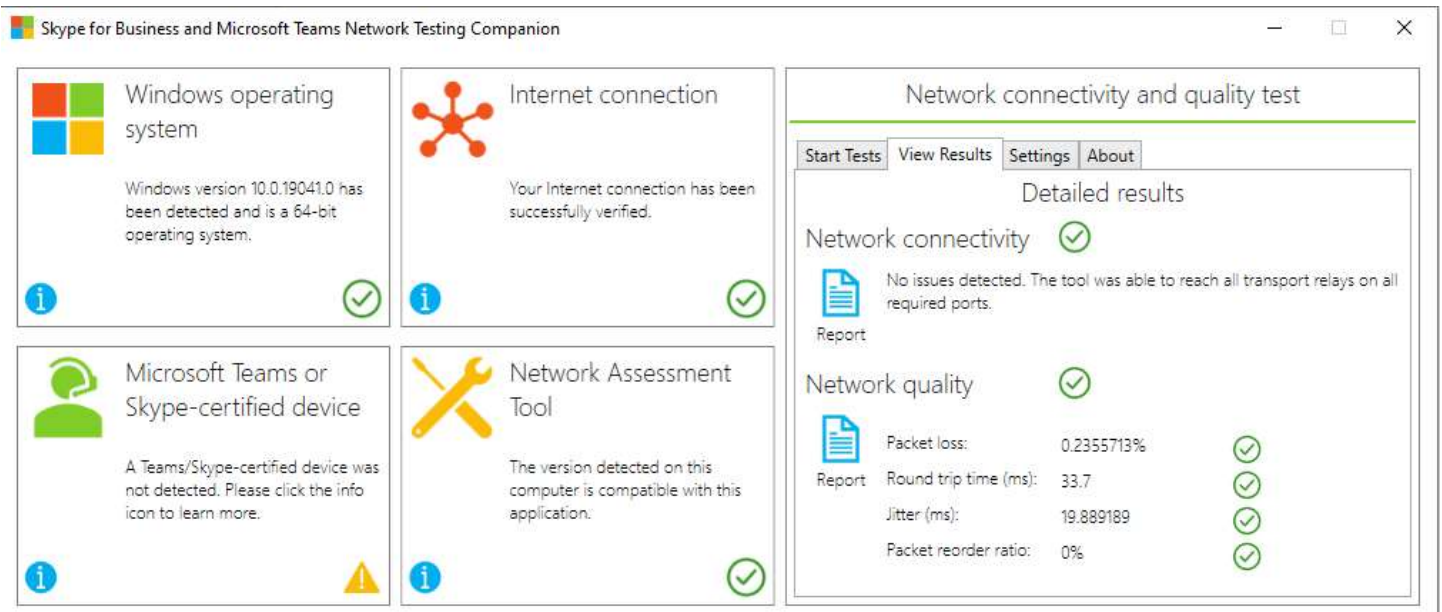 Skype for Business and Microsoft Teams Network Testing Companion
Windows operating
system
Windows version 10.0.19041.0 has
been detected and is a 64-bit
operating system.
Internet connection
Your Internet connection has been
successfully verified.
Microsoft Teams or
Skype-certified device
A Teams/Skype-certified device was
not detected. Please click the info
icon to learn more.
Network Assessment
Tool
The version detected on this
computer is compatible with this
application.
Network connectivity and quality test
Start Tests View Results Settings About
Detailed results
Network connectivity
No issues detected. The tool was able to reach all transport relays on all
required ports.
Report
Network quality
Report
Packet loss: 0.2355713%
Round trip time (ms): 33.7
Jitter (ms): 19.889189
Packet reorder ratio: 0%